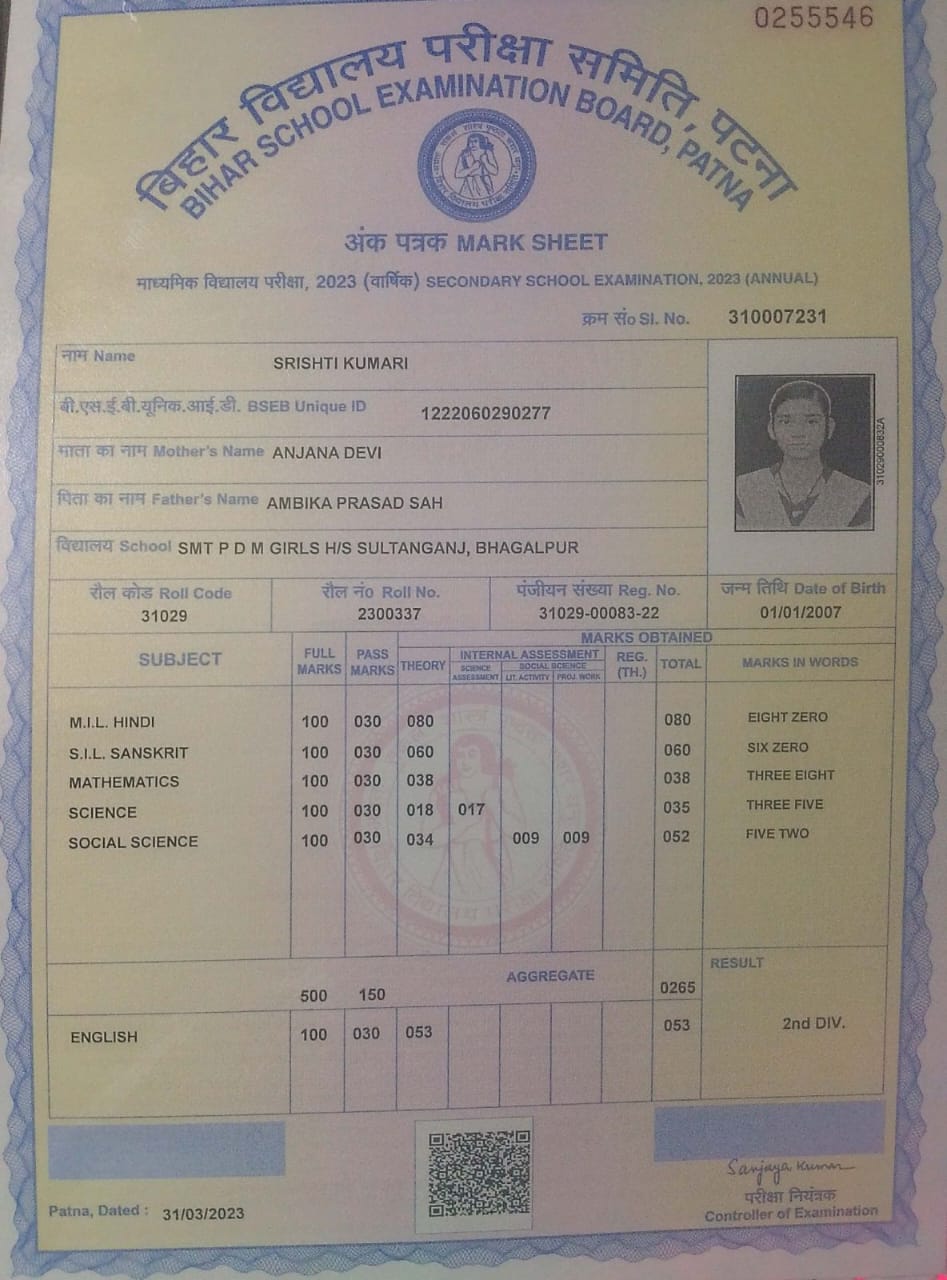 0255546
बिहार विद्यालय परीक्षा समिति, पटना
BIHAR SCHOOL EXAMINATION BOARD, PATNA
अंक पत्रक MARK SHEET
माध्यमिक विद्यालय परीक्षा, 2023 (वार्षिक) SECONDARY SCHOOL EXAMINATION, 2023 (ANNUAL)
क्रम सं० Sl. No. 310007231
नाम Name SRISHTI KUMARI
बी.एस.ई.बी.यूनिक.आई.डी. BSEB Unique ID 1222060290277
माता का नाम Mother's Name ANJANA DEVI
पिता का नाम Father's Name AMBIKA PRASAD SAH
विद्यालय School SMT P D M GIRLS H/S SULTANGANJ, BHAGALPUR
31029000832A
रौल कोड Roll Code रौल नं० Roll No. पंजीयन संख्या Reg. No. जन्म तिथि Date of Birth
31029 2300337 31029-00083-22 01/01/2007
MARKS OBTAINED
SUBJECT FULL MARKS PASS MARKS THEORY INTERNAL ASSESSMENT REG. (TH.) TOTAL MARKS IN WORDS
SCIENCE ASSESSMENT SOCIAL SCIENCE LIT. ACTIVITY PROJ. WORK
M.I.L. HINDI 100 030 080 080 EIGHT ZERO
S.I.L. SANSKRIT 100 030 060 060 SIX ZERO
MATHEMATICS 100 030 038 038 THREE EIGHT
SCIENCE 100 030 018 017 035 THREE FIVE
SOCIAL SCIENCE 100 030 034 009 009 052 FIVE TWO
AGGREGATE RESULT
500 150 0265
ENGLISH 100 030 053 053 2nd DIV.
Sanjaya Kumar
परीक्षा नियंत्रक
Patna, Dated : 31/03/2023 Controller of Examination